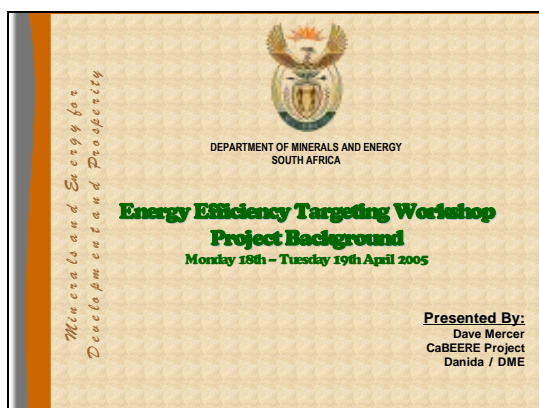 Minerals and Energy for
Development and Prosperity
DEPARTMENT OF MINERALS AND ENERGY
SOUTH AFRICA
Energy Efficiency Targeting Workshop
Project Background
Monday 18th – Tuesday 19th April 2005
Presented By:
Dave Mercer
CaBEERE Project
Danida / DME